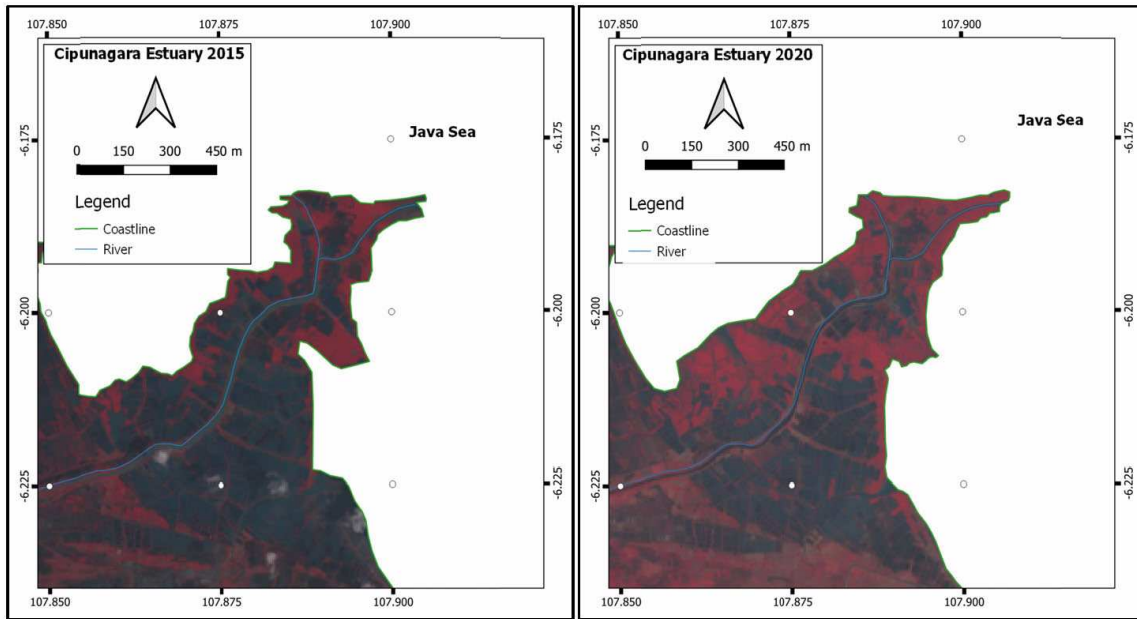 107.850 107.875 107.900
Cipunagara Estuary 2015
Java Sea
-6.175 -6.175
0 150 300 450 m
Legend
Coastline
River
-6.200 -6.200
-6.225 -6.225
107.850 107.875 107.900
107.850 107.875 107.900
Cipunagara Estuary 2020
Java Sea
-6.175 -6.175
0 150 300 450 m
Legend
Coastline
River
-6.200 -6.200
-6.225 -6.225
107.850 107.875 107.900